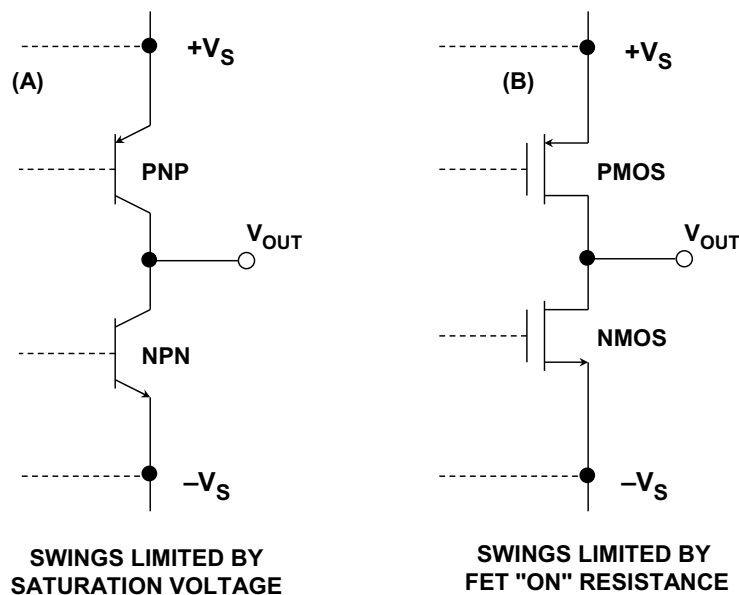 +VS
(A)
PNP
VOUT
NPN
–VS
SWINGS LIMITED BY
SATURATION VOLTAGE
+VS
(B)
PMOS
VOUT
NMOS
–VS
SWINGS LIMITED BY
FET "ON" RESISTANCE